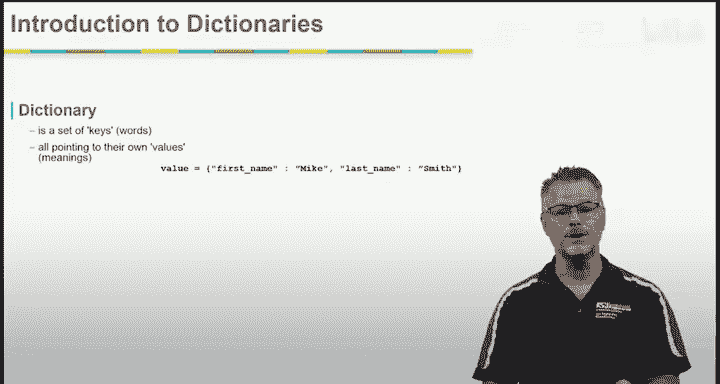 Introduction to Dictionaries
Dictionary
– is a set of 'keys' (words)
– all pointing to their own 'values'
(meanings)
value = {"first_name" : "Mike", "last_name" : "Smith"}